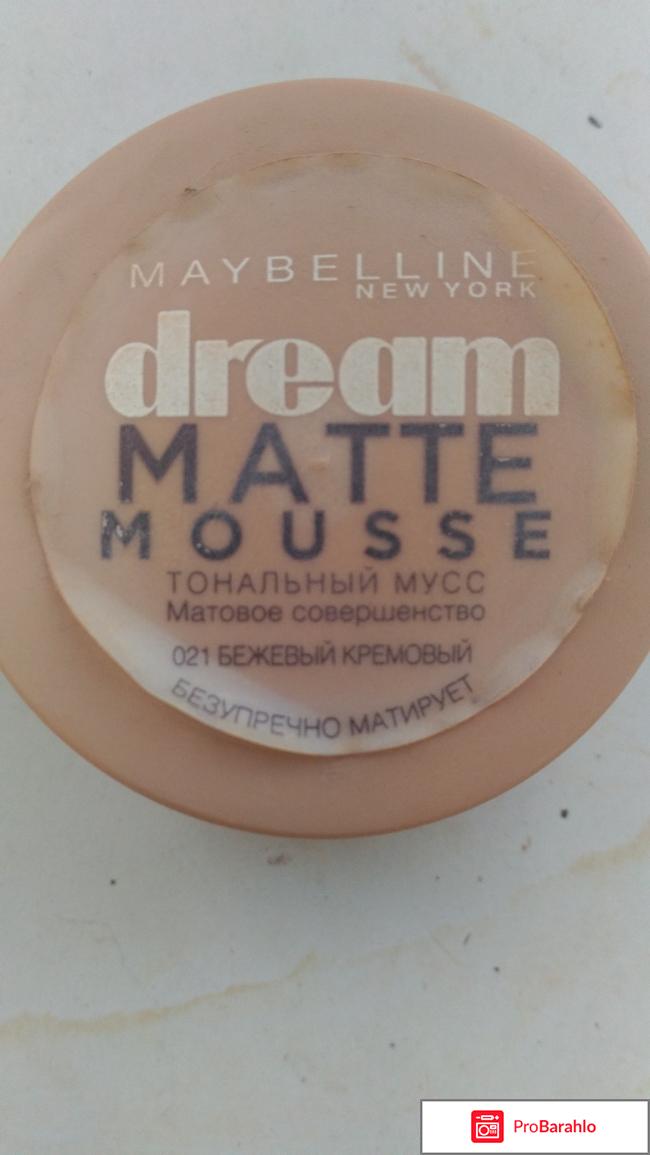 MAYBELLINE
NEW YORK
dream
MATTE
MOUSSE
ТОНАЛЬНЫЙ МУСС
Матовое совершенство
021 БЕЖЕВЫЙ КРЕМОВЫЙ
БЕЗУПРЕЧНО МАТИРУЕТ
ProBarahlo